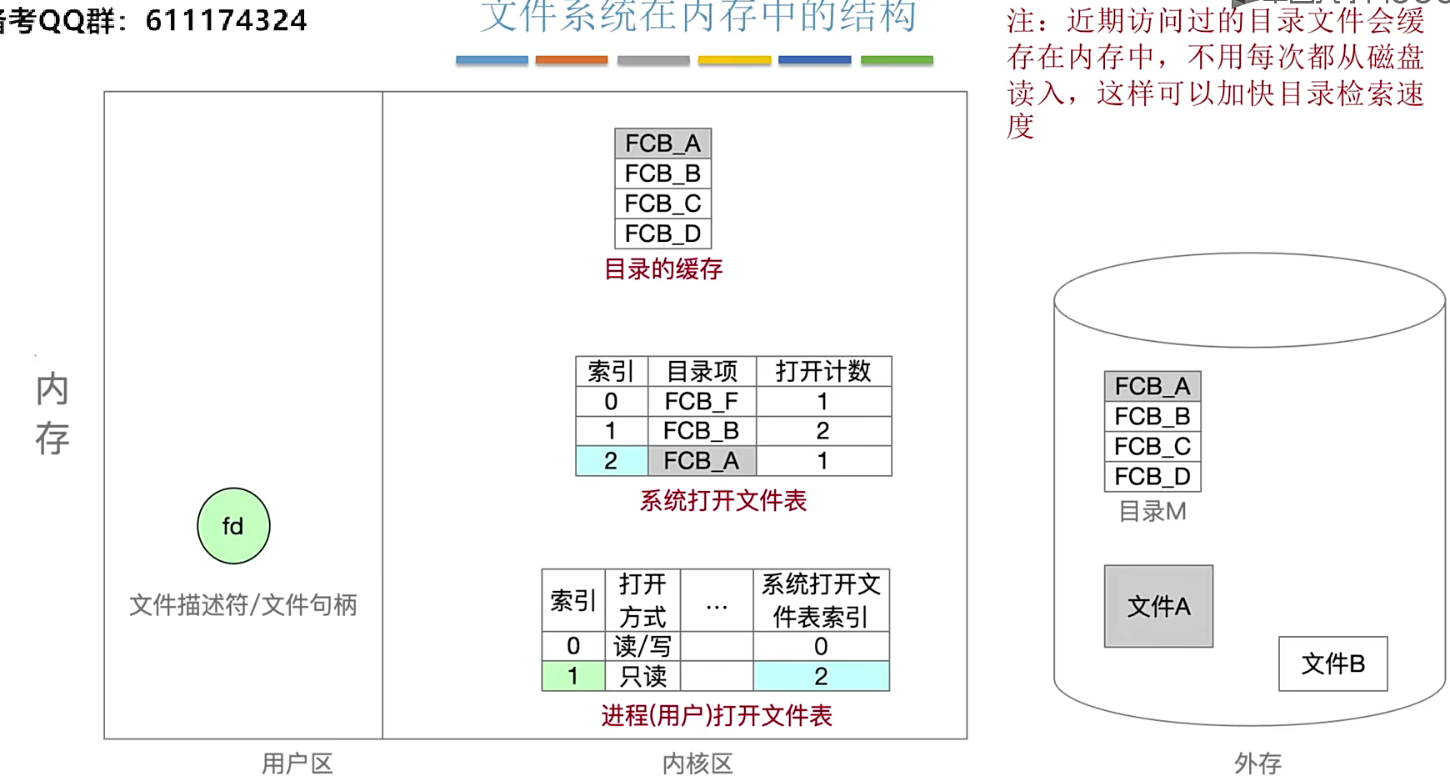 考QQ群：611174324
文件系统在内存中的结构
注：近期访问过的目录文件会缓
存在内存中，不用每次都从磁盘
读入，这样可以加快目录检索速
度
FCB_A
FCB_B
FCB_C
FCB_D
目录的缓存
内
存
索引 目录项 打开计数
0 FCB_F 1
1 FCB_B 2
2 FCB_A 1
系统打开文件表
fd
文件描述符/文件句柄
索引 打开方式 ... 系统打开文件表索引
0 读/写 0
1 只读 2
进程(用户)打开文件表
用户区
内核区
FCB_A
FCB_B
FCB_C
FCB_D
目录M
文件A
文件B
外存